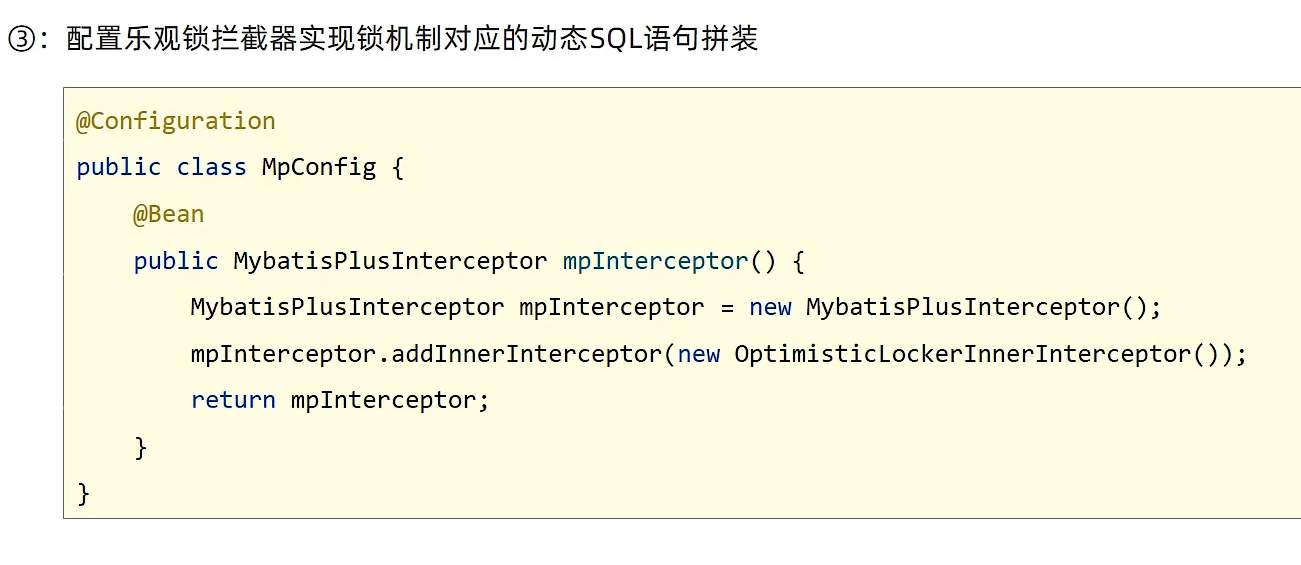 ③：配置乐观锁拦截器实现锁机制对应的动态SQL语句拼装
@Configuration
public class MpConfig {
    @Bean
    public MybatisPlusInterceptor mpInterceptor() {
        MybatisPlusInterceptor mpInterceptor = new MybatisPlusInterceptor();
        mpInterceptor.addInnerInterceptor(new OptimisticLockerInnerInterceptor());
        return mpInterceptor;
    }
}